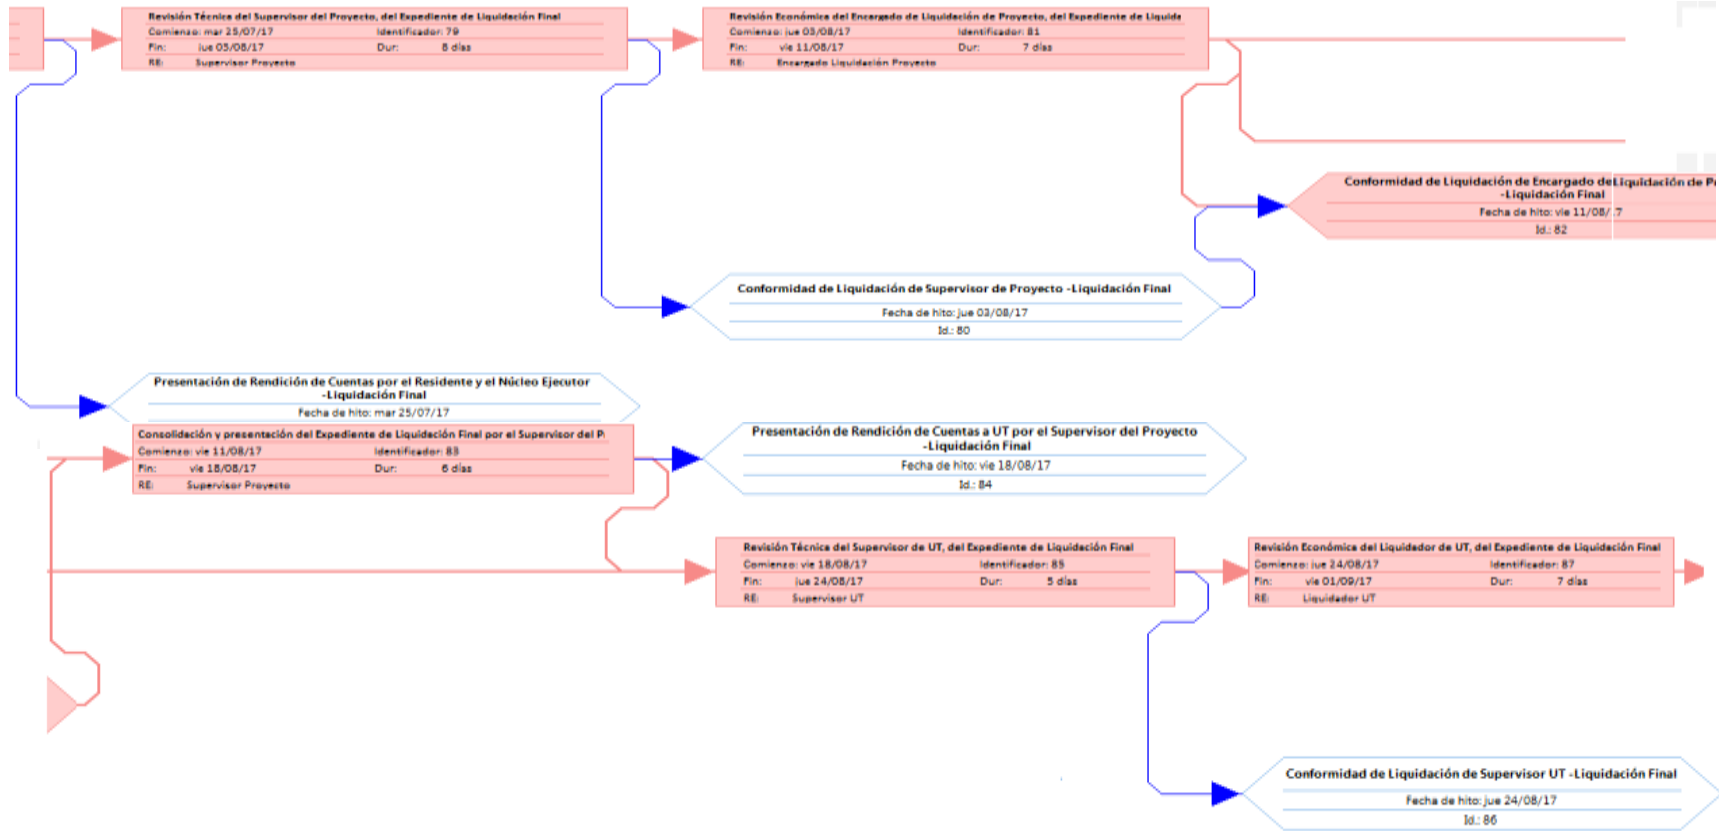 Revisión Técnica del Supervisor del Proyecto, del Expediente de Liquidación Final
Comienzo: mar 25/07/17 Identificador: 79
Fin: jue 03/08/17 Dur: 8 días
RE: Supervisor Proyecto
Revisión Económica del Encargado de Liquidación de Proyecto, del Expediente de Liquida
Comienzo: jue 03/08/17 Identificador: 81
Fin: vie 11/08/17 Dur: 7 días
RE: Encargado Liquidación Proyecto
Conformidad de Liquidación de Encargado de Liquidación de P
-Liquidación Final
Fecha de hito: vie 11/08/17
Id.: 82
Conformidad de Liquidación de Supervisor de Proyecto -Liquidación Final
Fecha de hito: jue 03/08/17
Id.: 80
Presentación de Rendición de Cuentas por el Residente y el Núcleo Ejecutor
-Liquidación Final
Fecha de hito: mar 25/07/17
Consolidación y presentación del Expediente de Liquidación Final por el Supervisor del P
Comienzo: vie 11/08/17 Identificador: 83
Fin: vie 18/08/17 Dur: 6 días
RE: Supervisor Proyecto
Presentación de Rendición de Cuentas a UT por el Supervisor del Proyecto
-Liquidación Final
Fecha de hito: vie 18/08/17
Id.: 84
Revisión Técnica del Supervisor de UT, del Expediente de Liquidación Final
Comienzo: vie 18/08/17 Identificador: 85
Fin: jue 24/08/17 Dur: 5 días
RE: Supervisor UT
Revisión Económica del Liquidador de UT, del Expediente de Liquidación Final
Comienzo: jue 24/08/17 Identificador: 87
Fin: vie 01/09/17 Dur: 7 días
RE: Liquidador UT
Conformidad de Liquidación de Supervisor UT -Liquidación Final
Fecha de hito: jue 24/08/17
Id.: 86